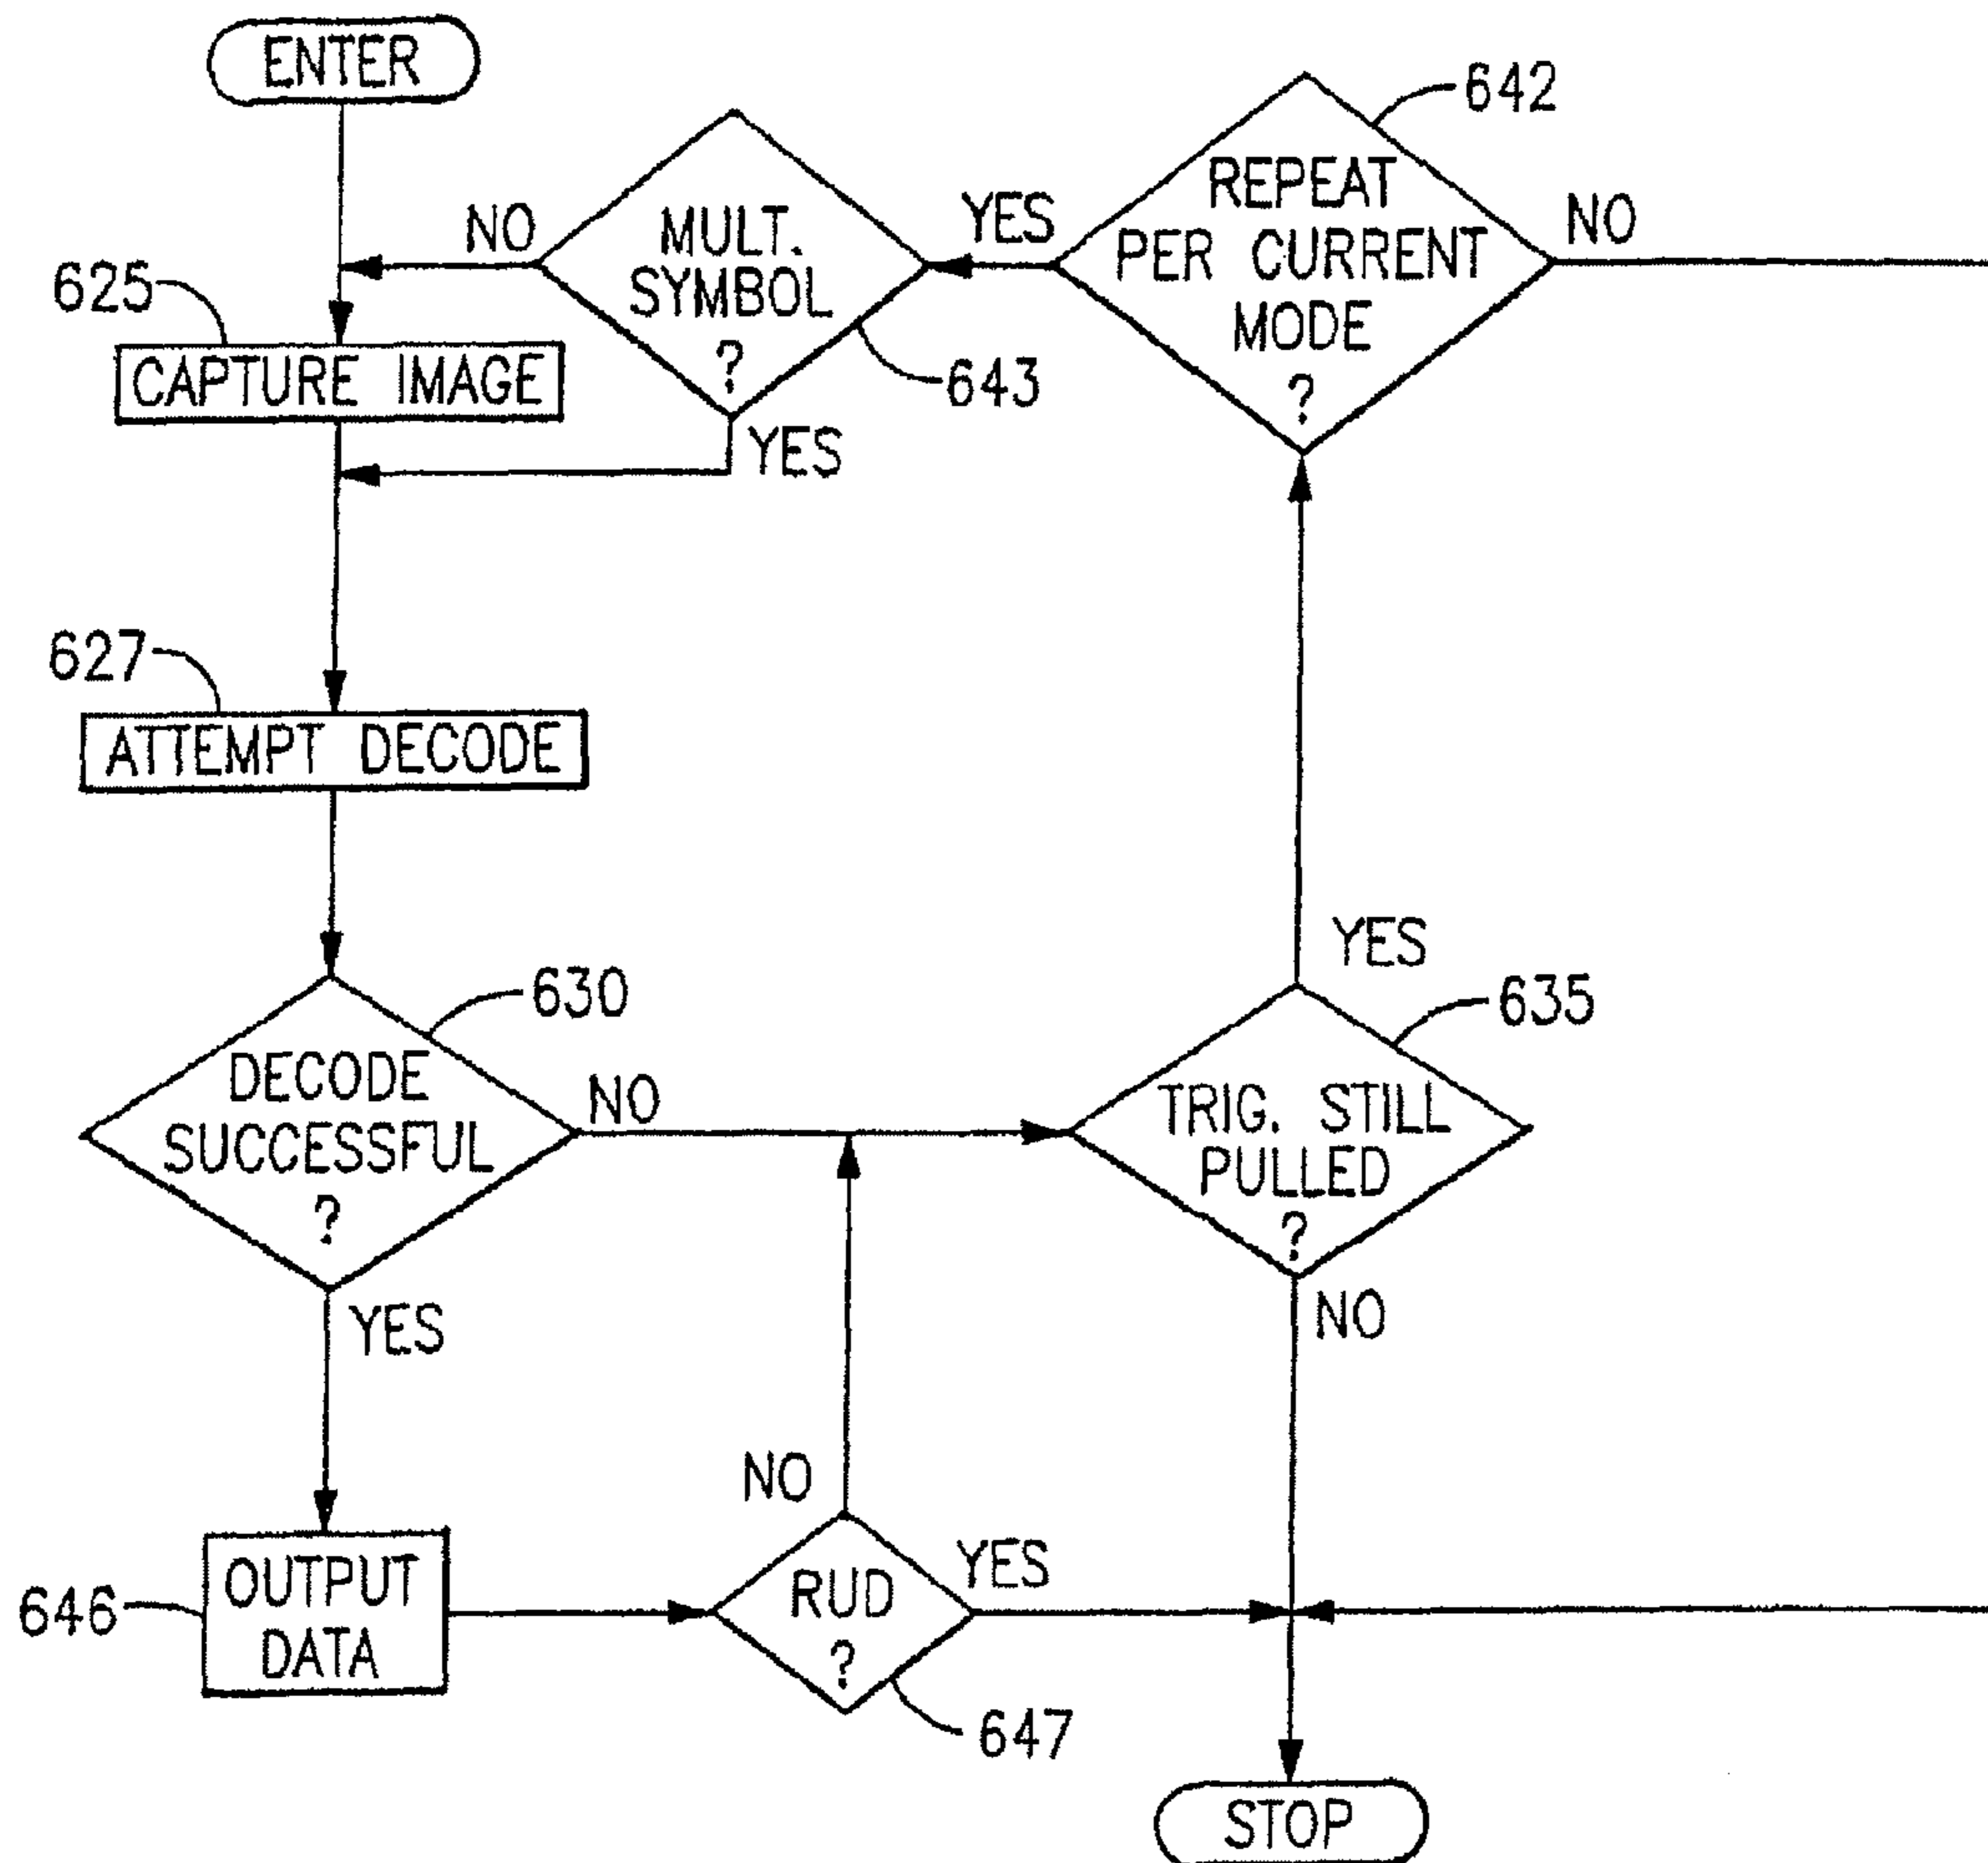 ENTER
625
CAPTURE IMAGE
NO
MULT.
SYMBOL
?
643
YES
YES
642
REPEAT
PER CURRENT
MODE
?
NO
627
ATTEMPT DECODE
630
DECODE
SUCCESSFUL
?
NO
YES
635
TRIG. STILL
PULLED
?
YES
NO
646
OUTPUT
DATA
NO
RUD
?
YES
647
STOP